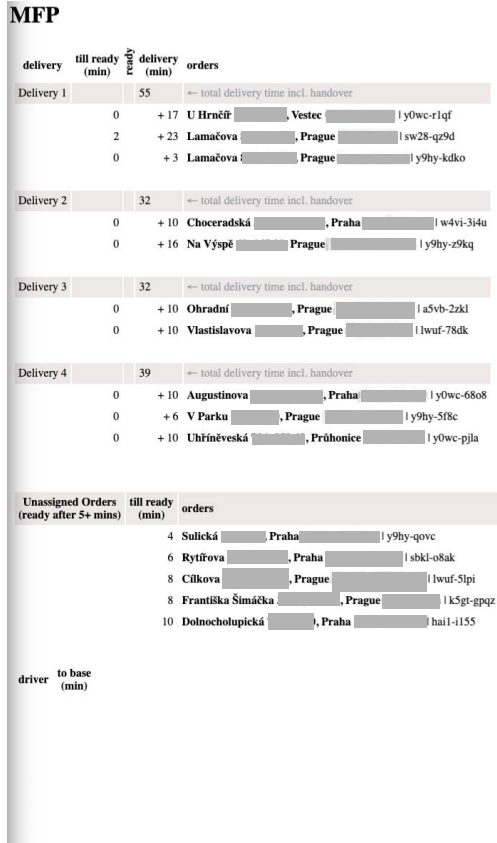 MFP
delivery till ready (min) ready delivery (min) orders
Delivery 1 55 ← total delivery time incl. handover
0 + 17 U Hrnčíř , Vestec | y0wc-r1qf
2 + 23 Lamačova , Prague | sw28-qz9d
0 + 3 Lamačova , Prague | y9hy-kdko
Delivery 2 32 ← total delivery time incl. handover
0 + 10 Choceradská , Praha | w4vi-3i4u
0 + 16 Na Výspě Prague | y9hy-z9kq
Delivery 3 32 ← total delivery time incl. handover
0 + 10 Ohradní , Prague | a5vb-2zkl
0 + 10 Vlastislavova , Prague | lwuf-78dk
Delivery 4 39 ← total delivery time incl. handover
0 + 10 Augustinova , Praha | y0wc-68o8
0 + 6 V Parku , Prague | y9hy-5f8c
0 + 10 Uhříněveská , Průhonice | y0wc-pjla
Unassigned Orders (ready after 5+ mins) till ready (min) orders
4 Sulická , Praha | y9hy-qovc
6 Rytířova , Praha | sbkl-o8ak
8 Cílkova , Prague | lwuf-5lpi
8 Františka Šimáčka , Prague | k5gt-gpqz
10 Dolnocholupická , Praha | hai1-i155
driver to base (min)